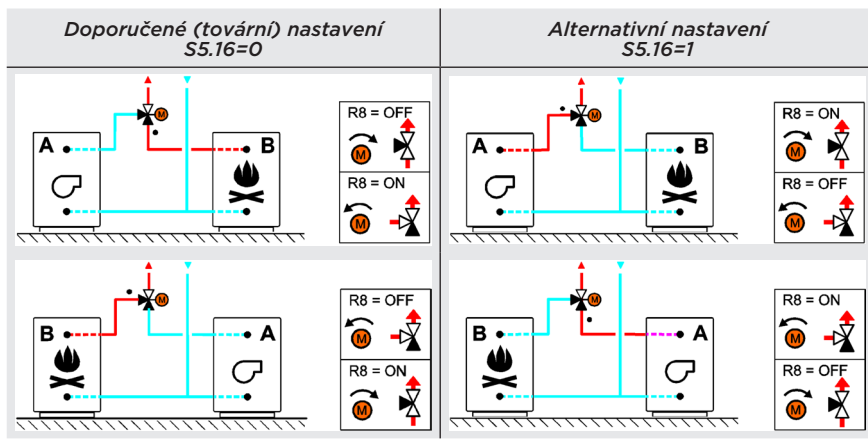 Doporučené (tovární) nastavení
S5.16=0
Alternativní nastavení
S5.16=1
A
M
B
R8 = OFF
M
R8 = ON
M
A
M
B
R8 = ON
M
R8 = OFF
M
B
M
A
R8 = OFF
M
R8 = ON
M
B
M
A
R8 = ON
M
R8 = OFF
M